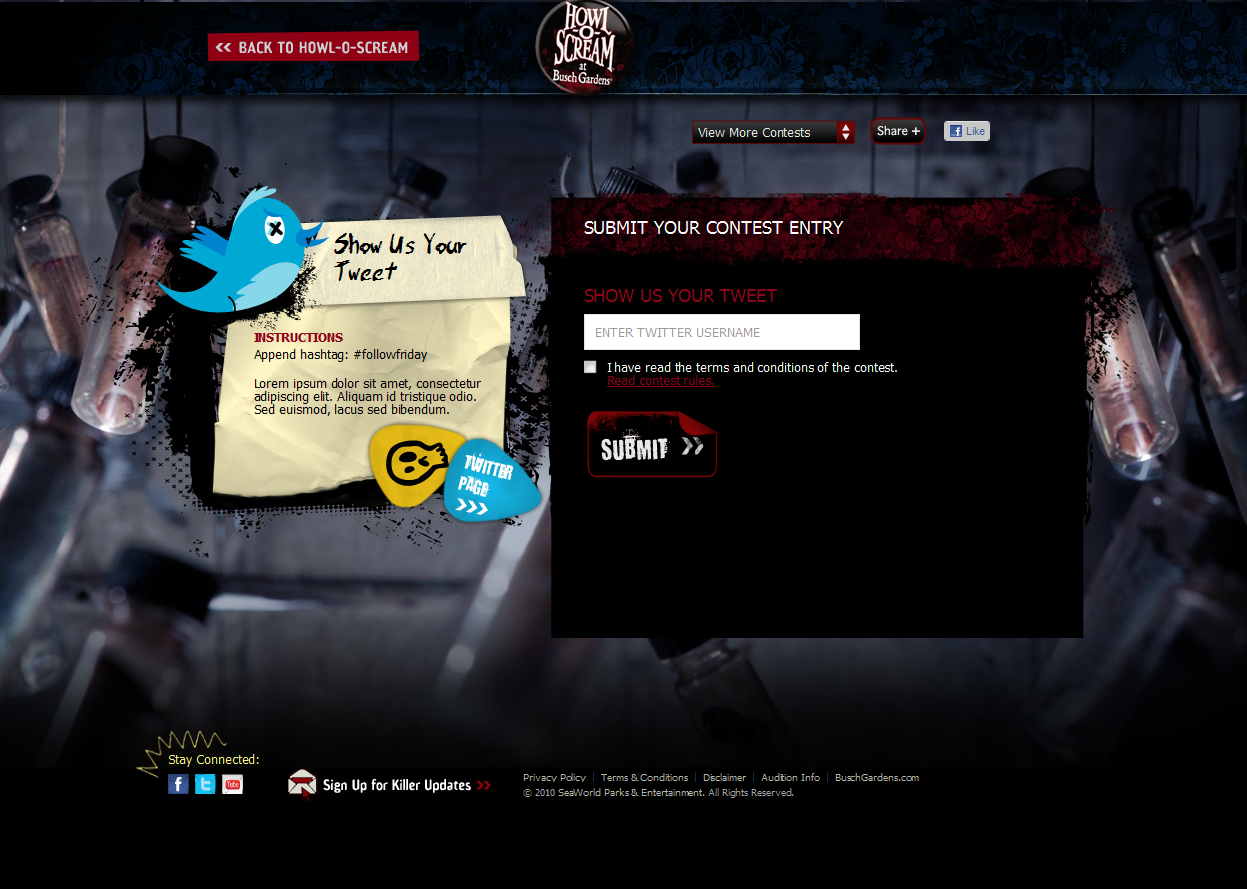 << BACK TO HOWL-O-SCREAM
HOWL
-O-
SCREAM
at
Busch Gardens
View More Contests
Share +
f Like
Show Us Your
Tweet
INSTRUCTIONS
Append hashtag: #followfriday
Lorem ipsum dolor sit amet, consectetur
adipiscing elit. Aliquam id tristique odio.
Sed euismod, lacus sed bibendum.
TWITTER
PAGE
>>>
SUBMIT YOUR CONTEST ENTRY
SHOW US YOUR TWEET
ENTER TWITTER USERNAME
I have read the terms and conditions of the contest.
Read contest rules.
SUBMIT >>
Stay Connected:
f t You Tube
Sign Up for Killer Updates >>
Privacy Policy | Terms & Conditions | Disclaimer | Audition Info | BuschGardens.com
© 2010 SeaWorld Parks & Entertainment. All Rights Reserved.